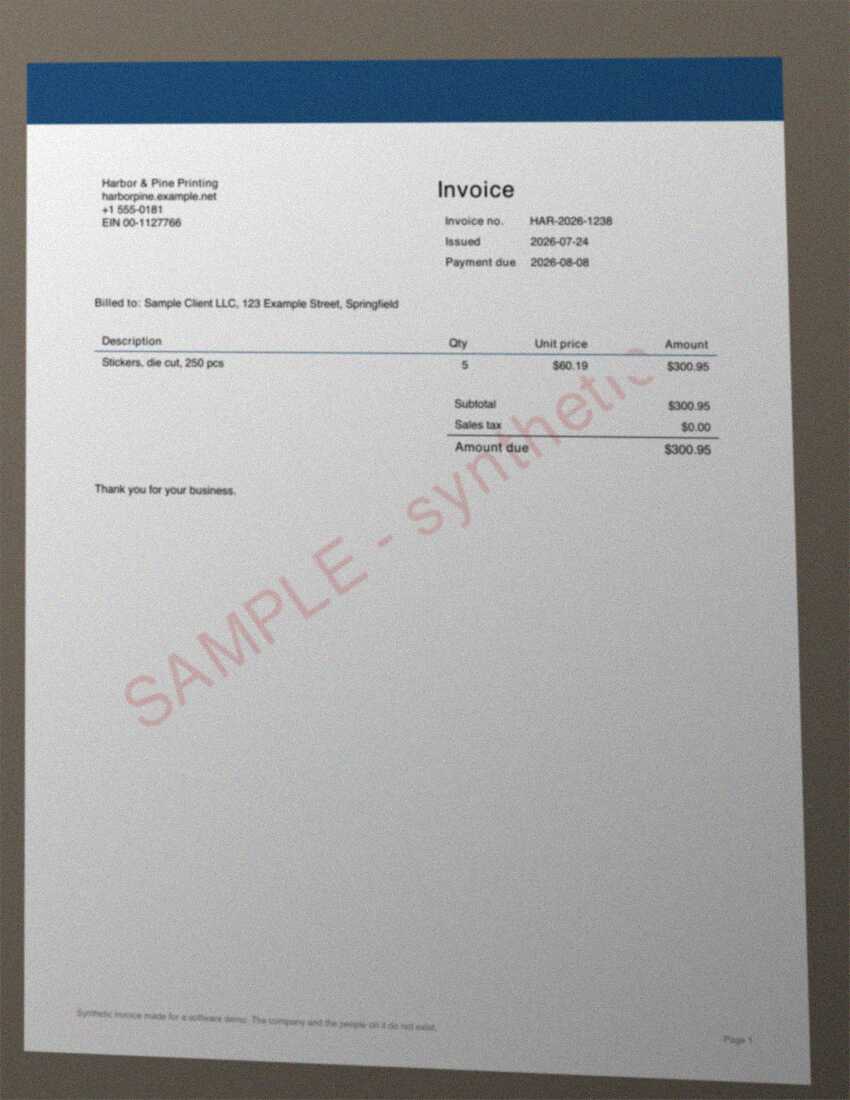 Harbor & Pine Printing
harborpine.example.net
+1 555-0181
EIN 00-1127766
Invoice
Invoice no. HAR-2026-1238
Issued 2026-07-24
Payment due 2026-08-08
Billed to: Sample Client LLC, 123 Example Street, Springfield
Description Qty Unit price Amount
Stickers, die cut, 250 pcs 5 $60.19 $300.95
Subtotal $300.95
Sales tax $0.00
Amount due $300.95
Thank you for your business.
SAMPLE - synthetic
Synthetic invoice made for a software demo. The company and the people on it do not exist.
Page 1